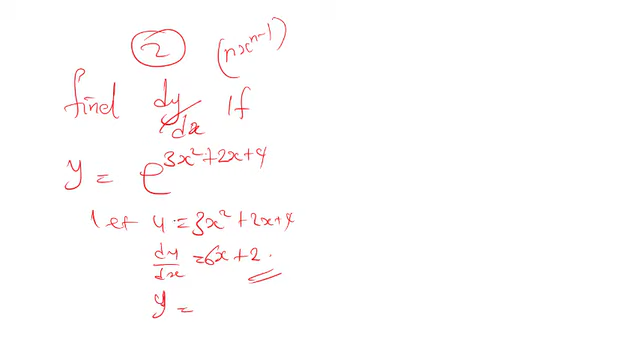 2 (nx^{n-1})
find dy/dx If
y = e^{3x²+2x+4}
let u = 3x²+2x+4
du/dx = 6x+2
y =